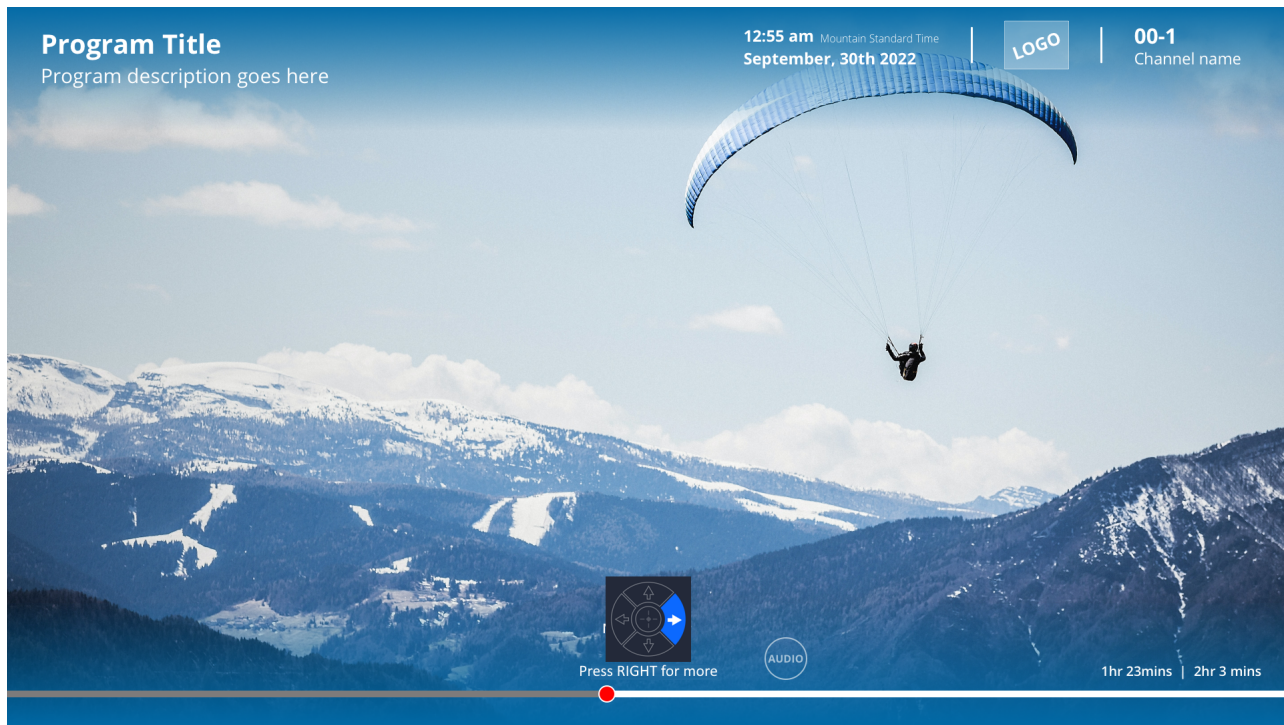 Program Title
Program description goes here
12:55 am Mountain Standard Time
September, 30th 2022
LOGO
00-1
Channel name
AUDIO
Press RIGHT for more
1hr 23mins | 2hr 3 mins